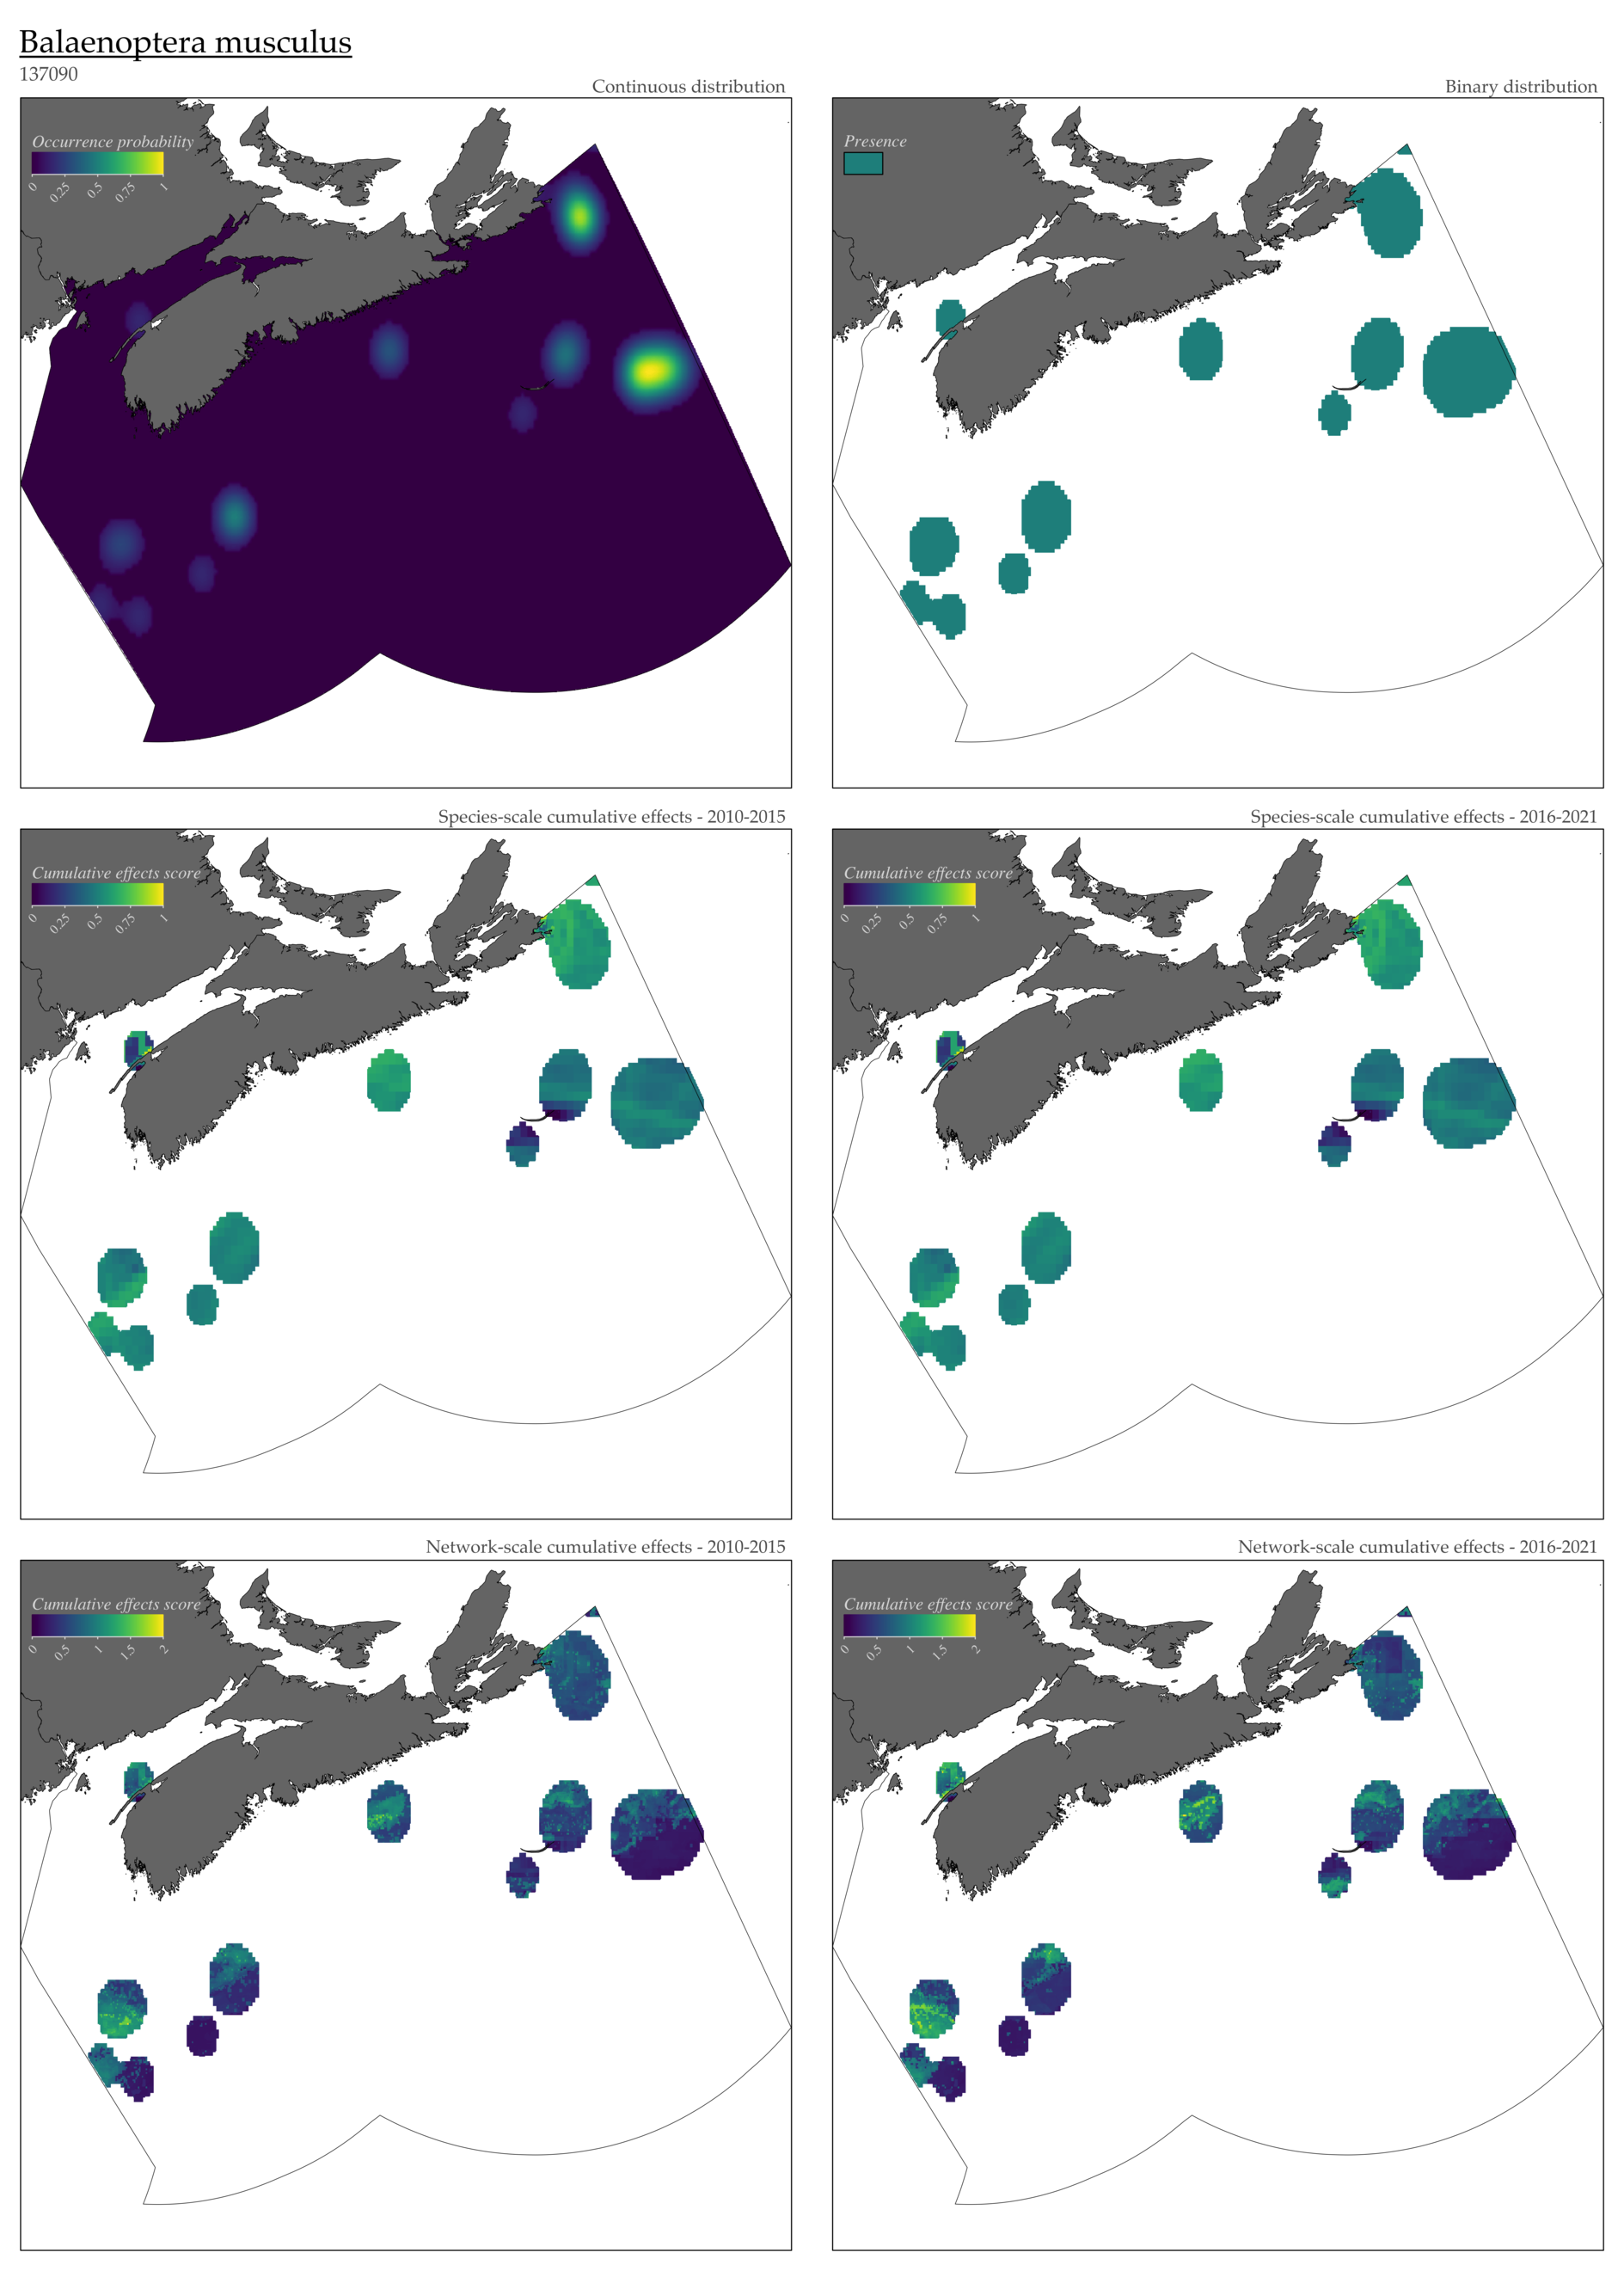 Balaenoptera musculus
137090
Continuous distribution
Occurrence probability
0 0.25 0.5 0.75 1
Binary distribution
Presence
Species-scale cumulative effects - 2010-2015
Cumulative effects score
0 0.25 0.5 0.75 1
Species-scale cumulative effects - 2016-2021
Cumulative effects score
0 0.25 0.5 0.75 1
Network-scale cumulative effects - 2010-2015
Cumulative effects score
0 0.5 1 1.5 2
Network-scale cumulative effects - 2016-2021
Cumulative effects score
0 0.5 1 1.5 2